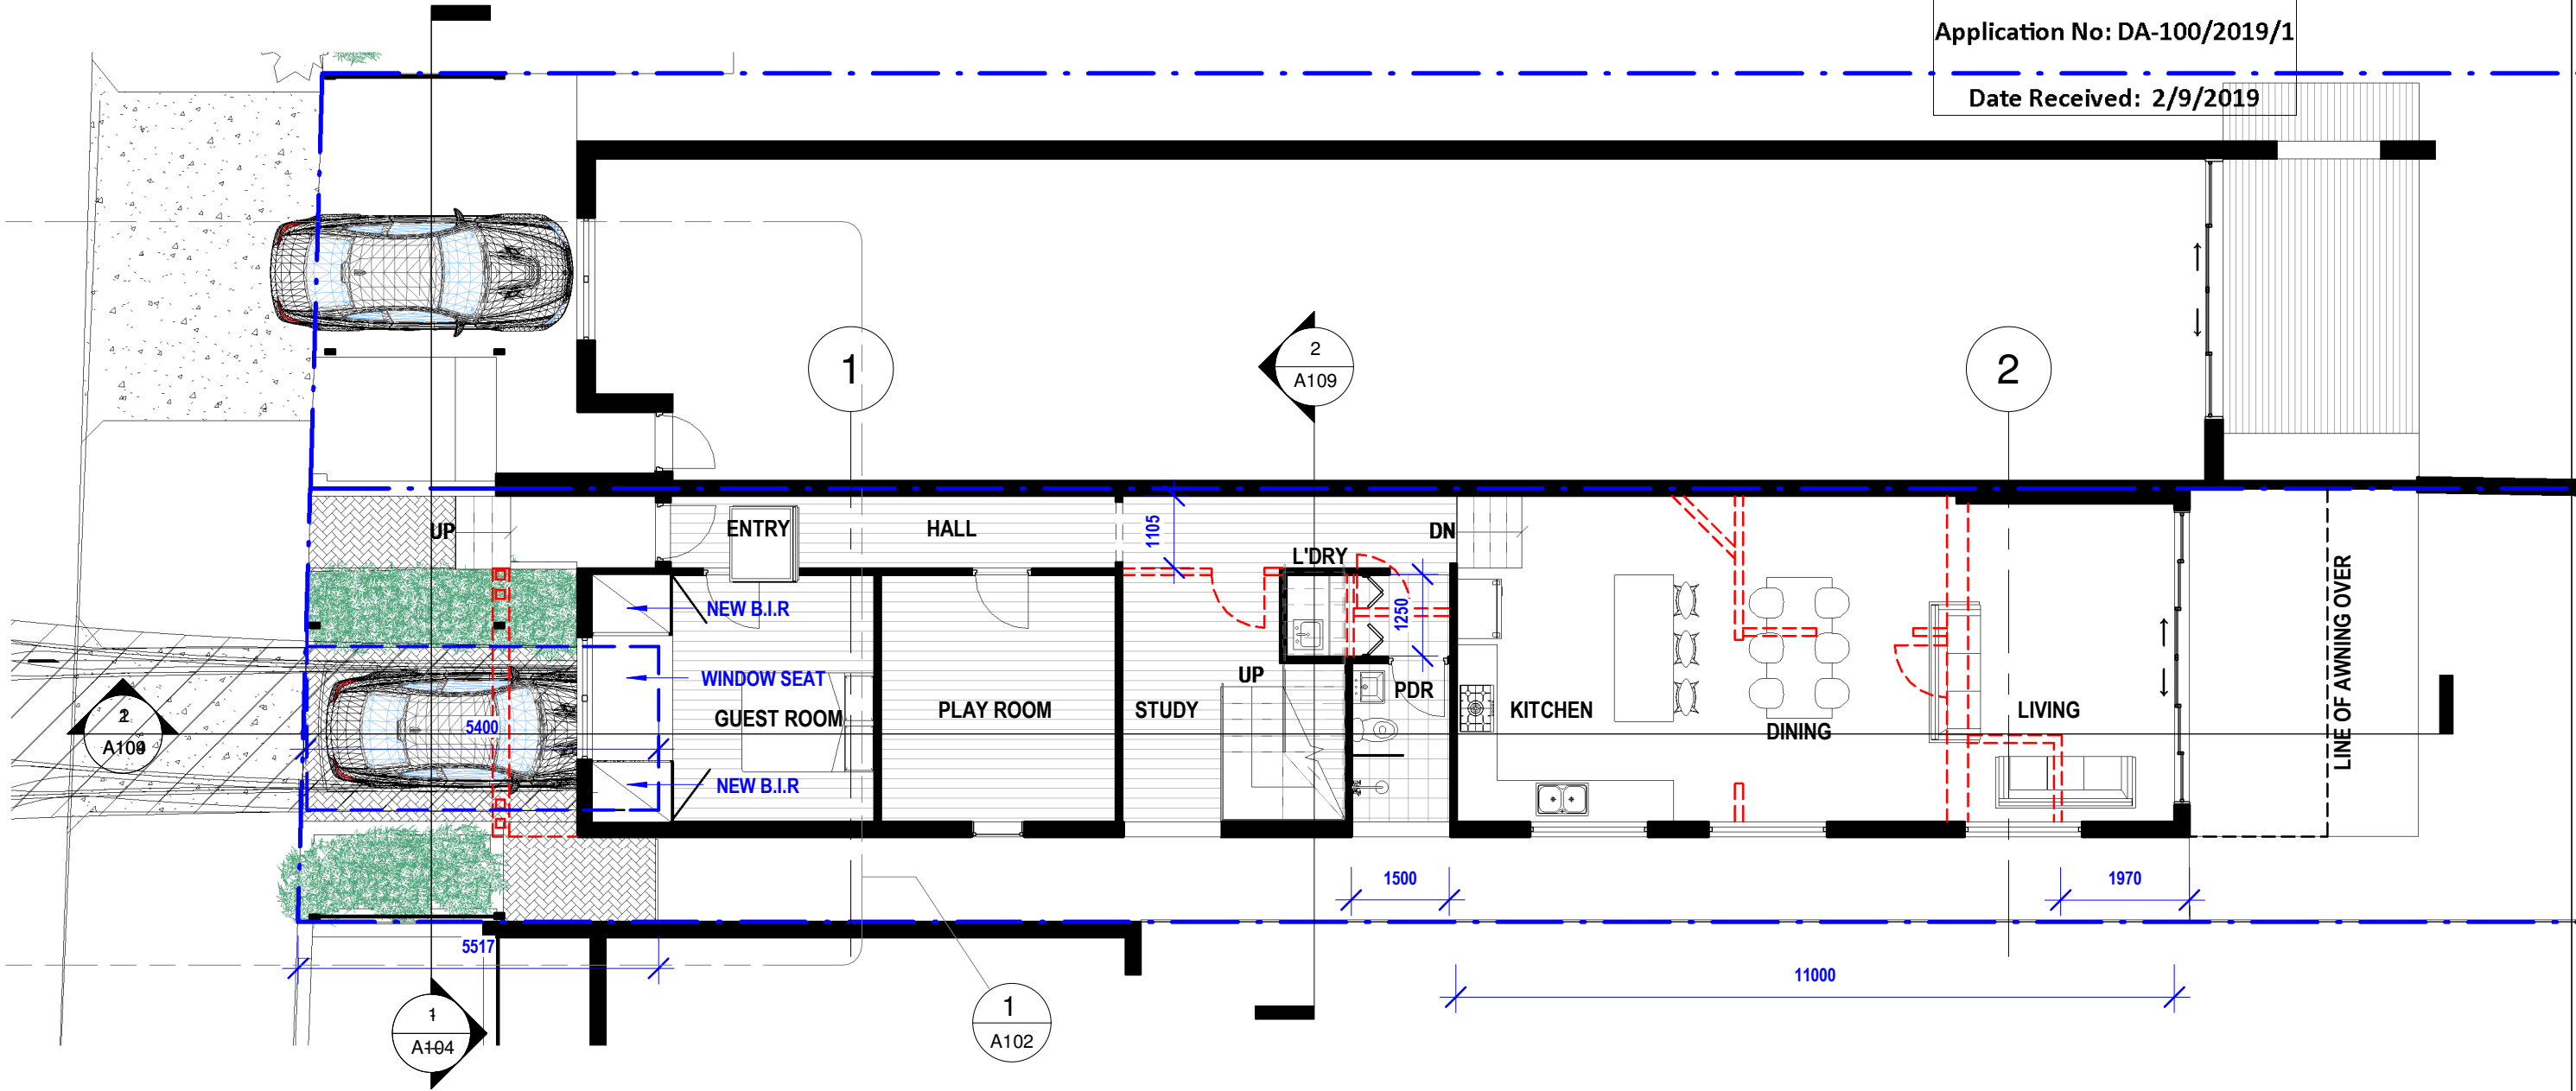 Application No: DA-100/2019/1
Date Received: 2/9/2019
1
2
A109
2
UP
ENTRY
HALL
1105
DN
L'DRY
1250
NEW B.I.R
WINDOW SEAT
UP
PDR
GUEST ROOM
PLAY ROOM
STUDY
KITCHEN
DINING
LIVING
LINE OF AWNING OVER
5400
NEW B.I.R
1500
1970
5517
11000
1
A104
1
A102